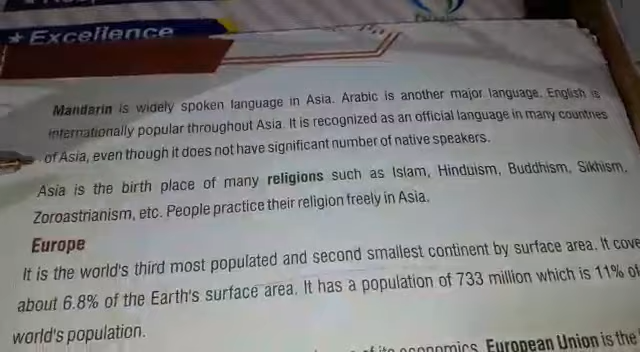 ★ Excellence
Mandarin is widely spoken language in Asia. Arabic is another major language. English is
internationally popular throughout Asia. It is recognized as an official language in many countries
of Asia, even though it does not have significant number of native speakers.
Asia is the birth place of many religions such as Islam, Hinduism, Buddhism, Sikhism,
Zoroastrianism, etc. People practice their religion freely in Asia.
Europe
It is the world's third most populated and second smallest continent by surface area. It cove
about 6.8% of the Earth's surface area. It has a population of 733 million which is 11% of
world's population.
of its economics. European Union is the